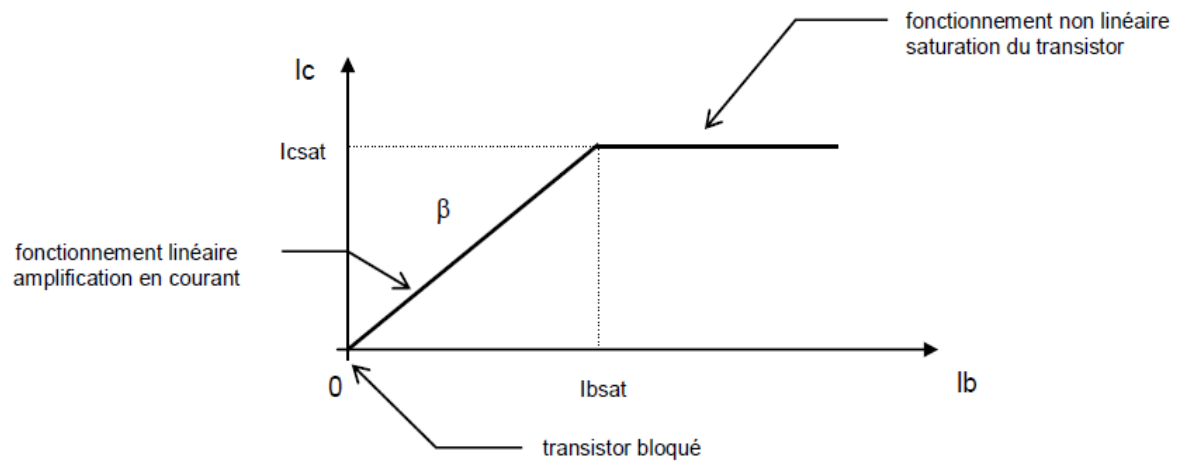 fonctionnement non linéaire
saturation du transistor
Ic
Icsat
β
fonctionnement linéaire
amplification en courant
0
Ibsat
Ib
transistor bloqué